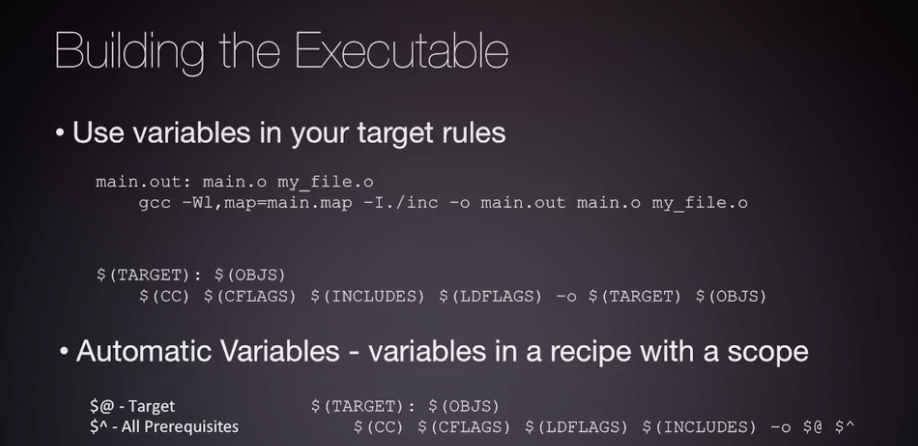 Building the Executable
• Use variables in your target rules
main.out: main.o my_file.o
gcc -Wl,map=main.map -I./inc -o main.out main.o my_file.o
$(TARGET): $(OBJS)
$(CC) $(CFLAGS) $(INCLUDES) $(LDFLAGS) -o $(TARGET) $(OBJS)
• Automatic Variables - variables in a recipe with a scope
$@ - Target $(TARGET): $(OBJS)
$^ - All Prerequisites $(CC) $(CFLAGS) $(LDFLAGS) $(INCLUDES) -o $@ $^